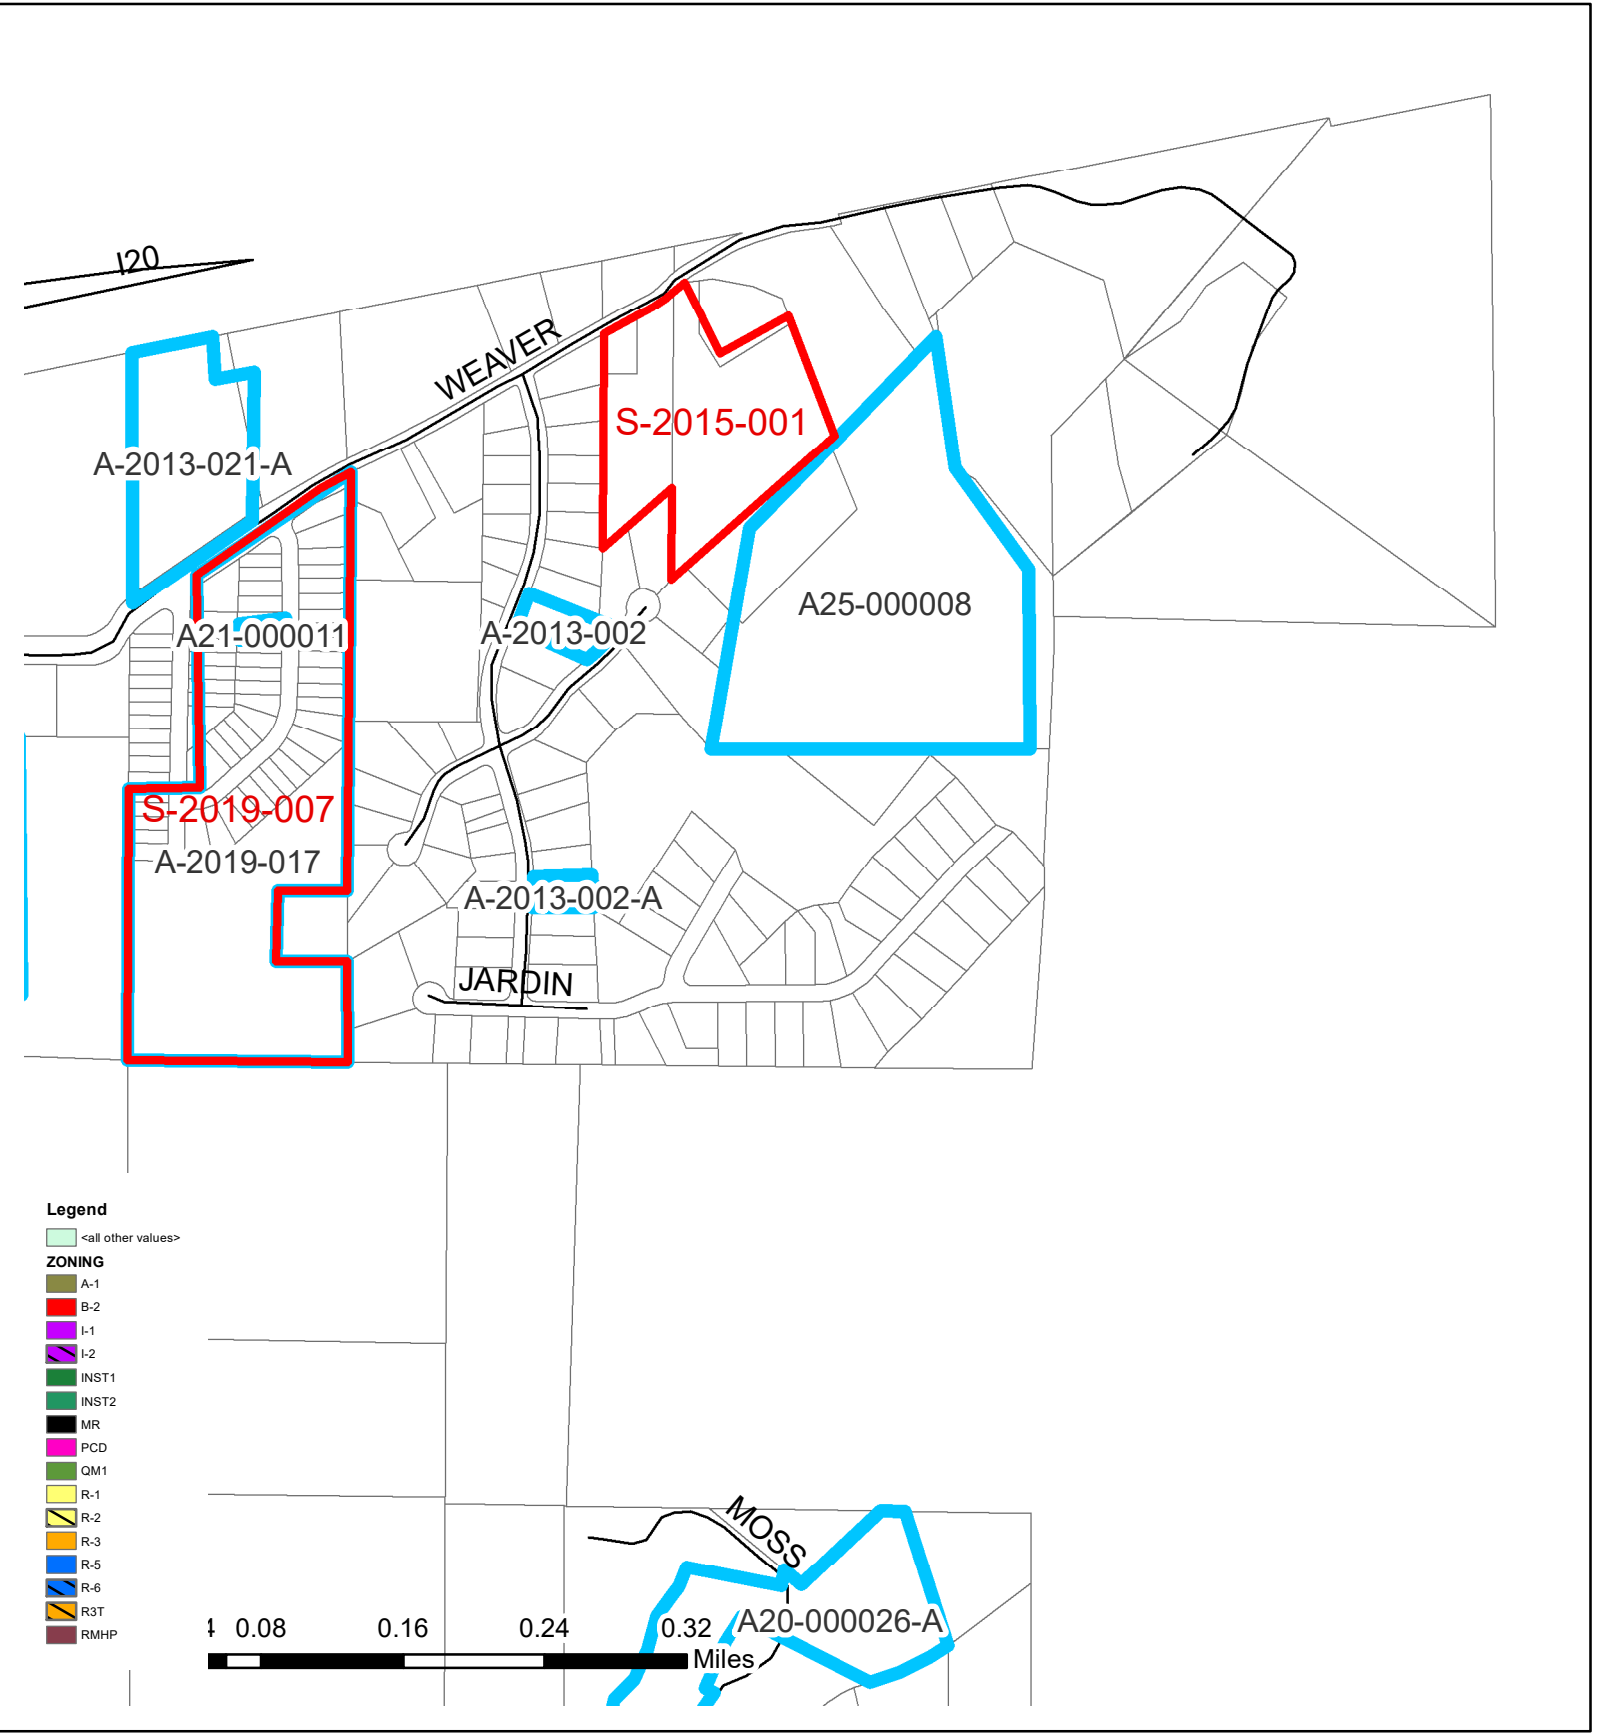 I20
WEAVER
S-2015-001
A-2013-021-A
A25-000008
A21-000011
A-2013-002
S-2019-007
A-2019-017
A-2013-002-A
JARDIN
Legend
<all other values>
ZONING
A-1
B-2
I-1
I-2
INST1
INST2
MR
PCD
QM1
R-1
R-2
R-3
R-5
R-6
R3T
RMHP
MOSS
A20-000026-A
4 0.08 0.16 0.24 0.32
Miles